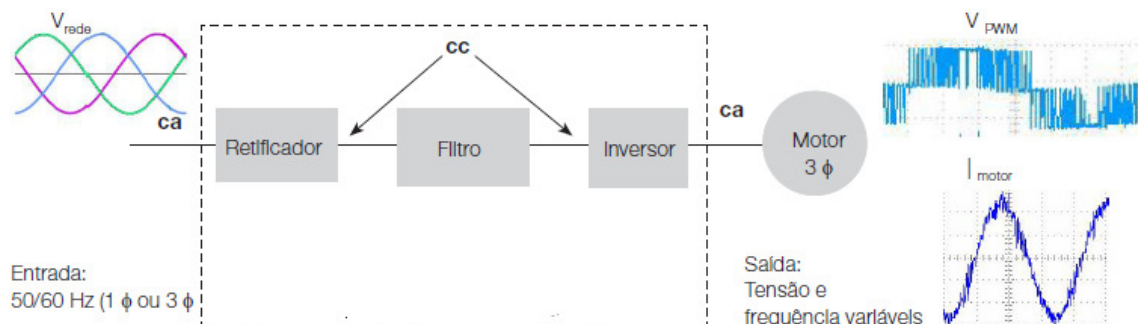 V rede
ca
cc
Retificador
Filtro
Inversor
ca
Motor
3 ϕ
V PWM
I motor
Entrada:
50/60 Hz (1 ϕ ou 3 ϕ
Saída:
Tensão e
frequência variáveis